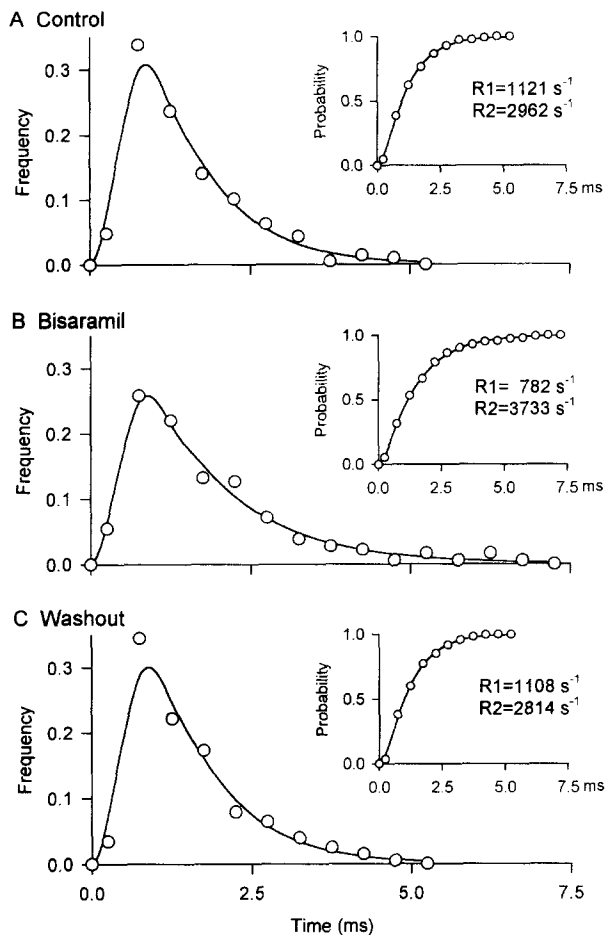 A Control
Frequency
0.3
0.2
0.1
0.0
Probability
1.0
0.5
0.0
R1=1121 s⁻¹
R2=2962 s⁻¹
0.0 2.5 5.0 7.5 ms
B Bisaramil
Frequency
0.3
0.2
0.1
0.0
Probability
1.0
0.5
0.0
R1= 782 s⁻¹
R2=3733 s⁻¹
0.0 2.5 5.0 7.5 ms
C Washout
Frequency
0.3
0.2
0.1
0.0
Probability
1.0
0.5
0.0
R1=1108 s⁻¹
R2=2814 s⁻¹
0.0 2.5 5.0 7.5 ms
0.0 2.5 5.0 7.5
Time (ms)